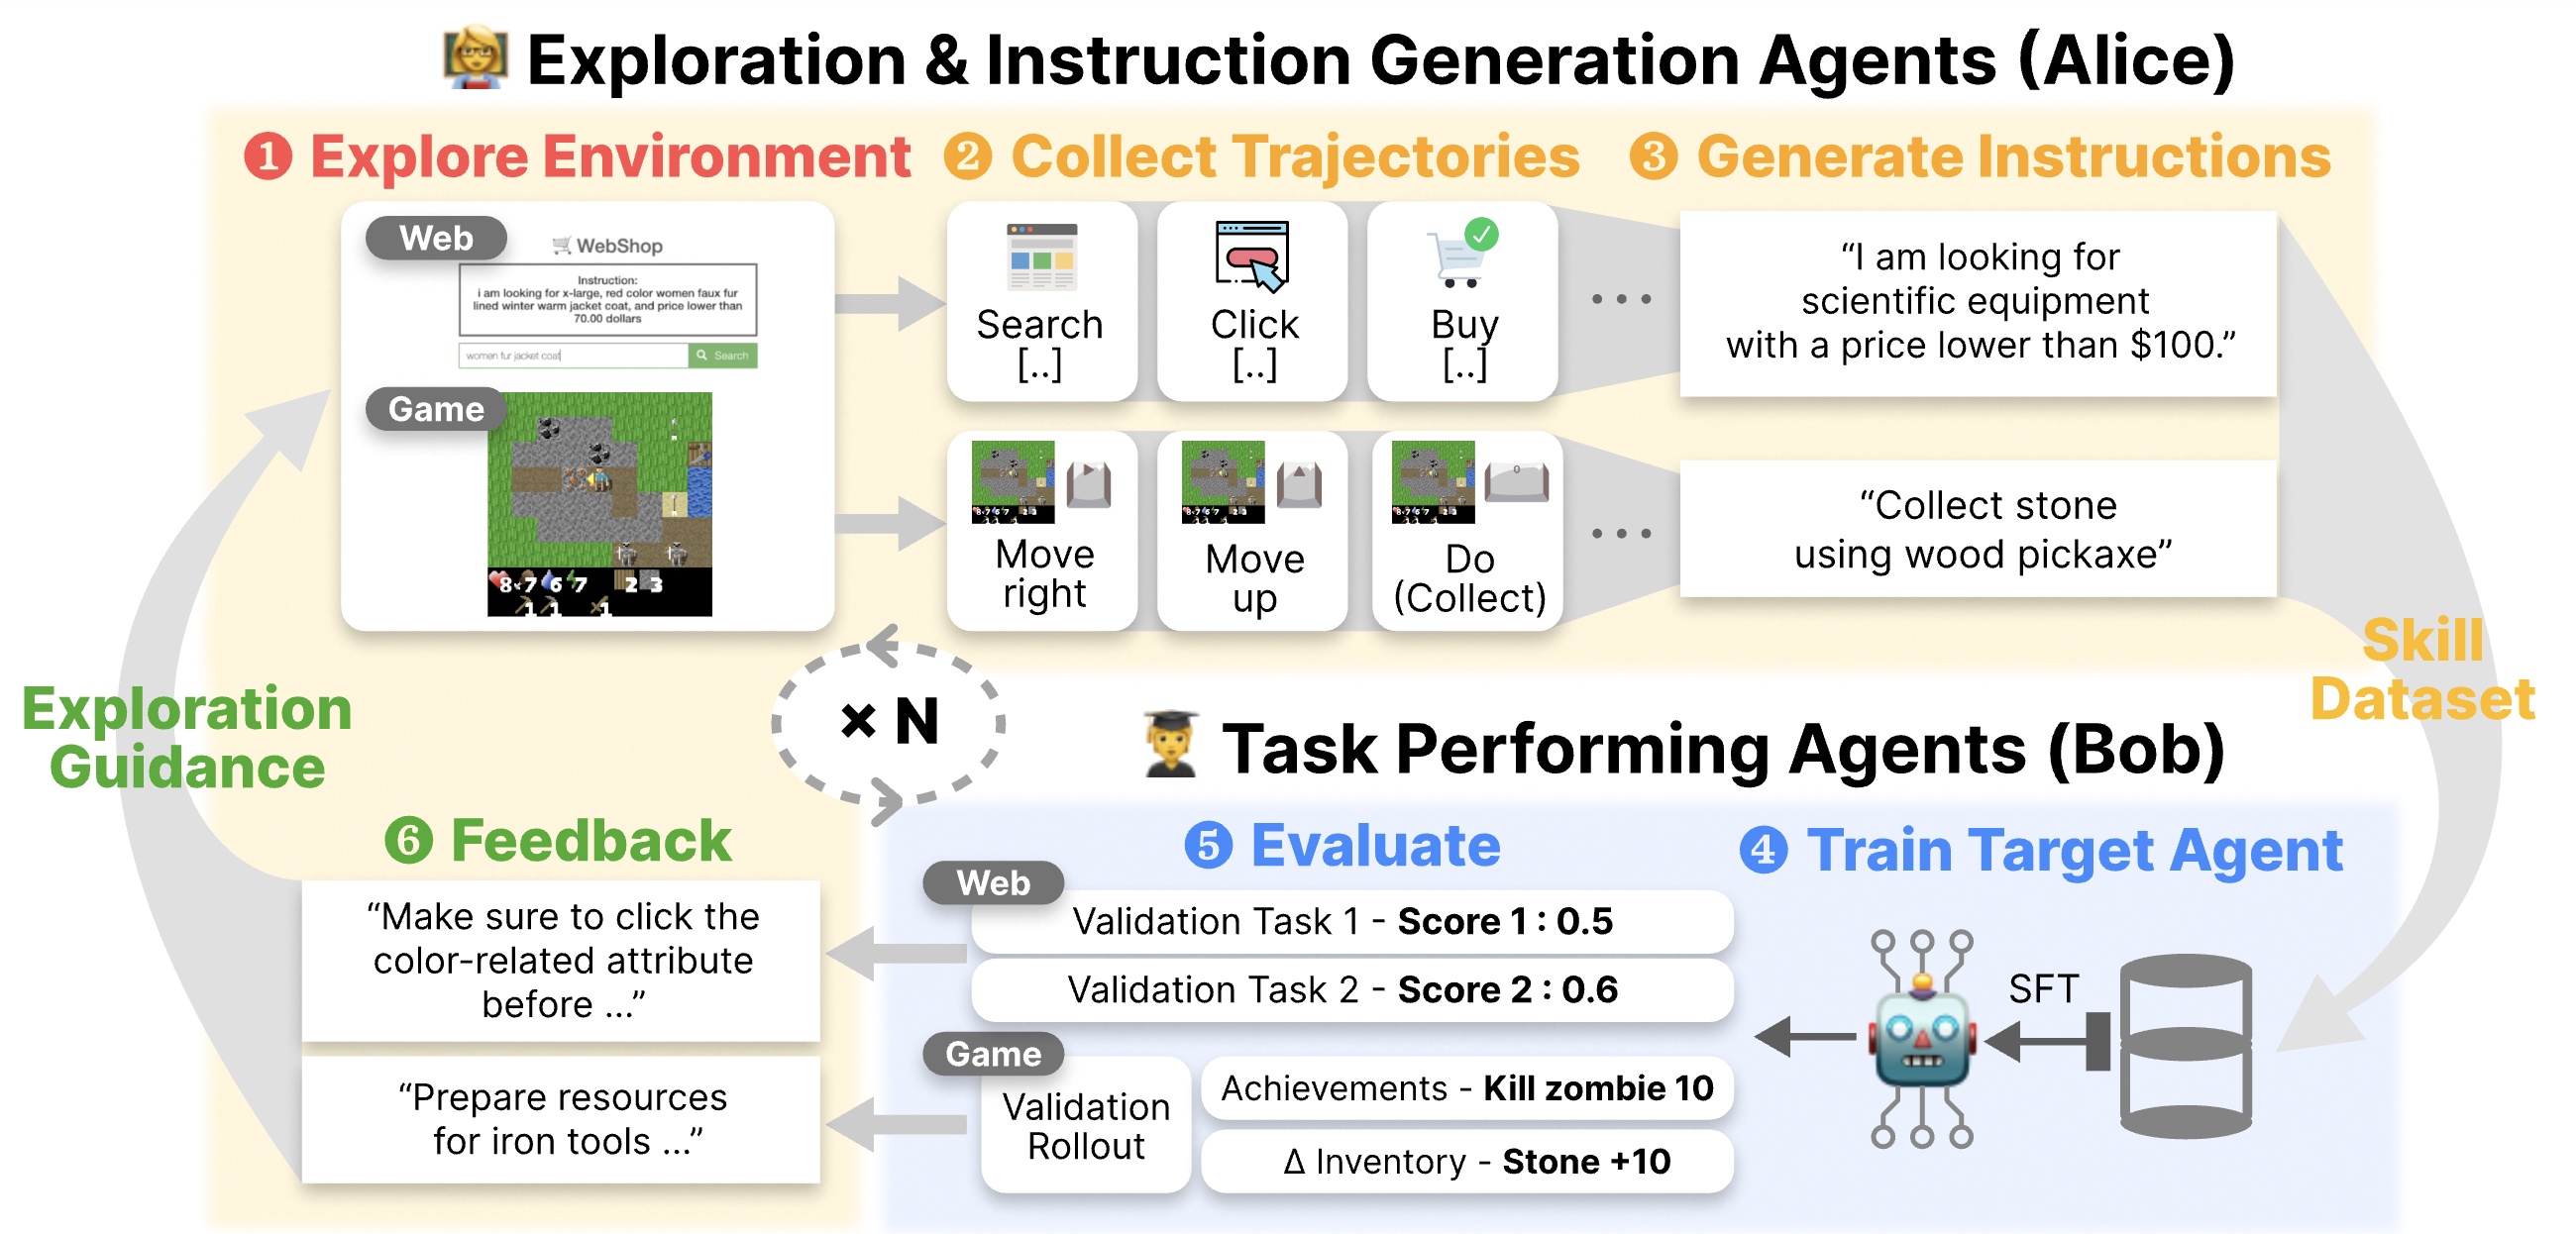 Exploration & Instruction Generation Agents (Alice)
❶ Explore Environment
Web
WebShop
Instruction:
i am looking for x-large, red color women faux fur
lined winter warm jacket coat, and price lower than
70.00 dollars
women fur jacket coat
Search
Game
8 7 6 7 2 3
1 1 1
❷ Collect Trajectories
Search
[..]
Click
[..]
Buy
[..]
...
Move
right
Move
up
Do
(Collect)
...
❸ Generate Instructions
“I am looking for
scientific equipment
with a price lower than $100.”
“Collect stone
using wood pickaxe”
Skill
Dataset
× N
Exploration
Guidance
Task Performing Agents (Bob)
❹ Train Target Agent
SFT
❺ Evaluate
Web
Validation Task 1 - Score 1 : 0.5
Validation Task 2 - Score 2 : 0.6
Game
Validation
Rollout
Achievements - Kill zombie 10
Δ Inventory - Stone +10
❻ Feedback
“Make sure to click the
color-related attribute
before ...”
“Prepare resources
for iron tools ...”